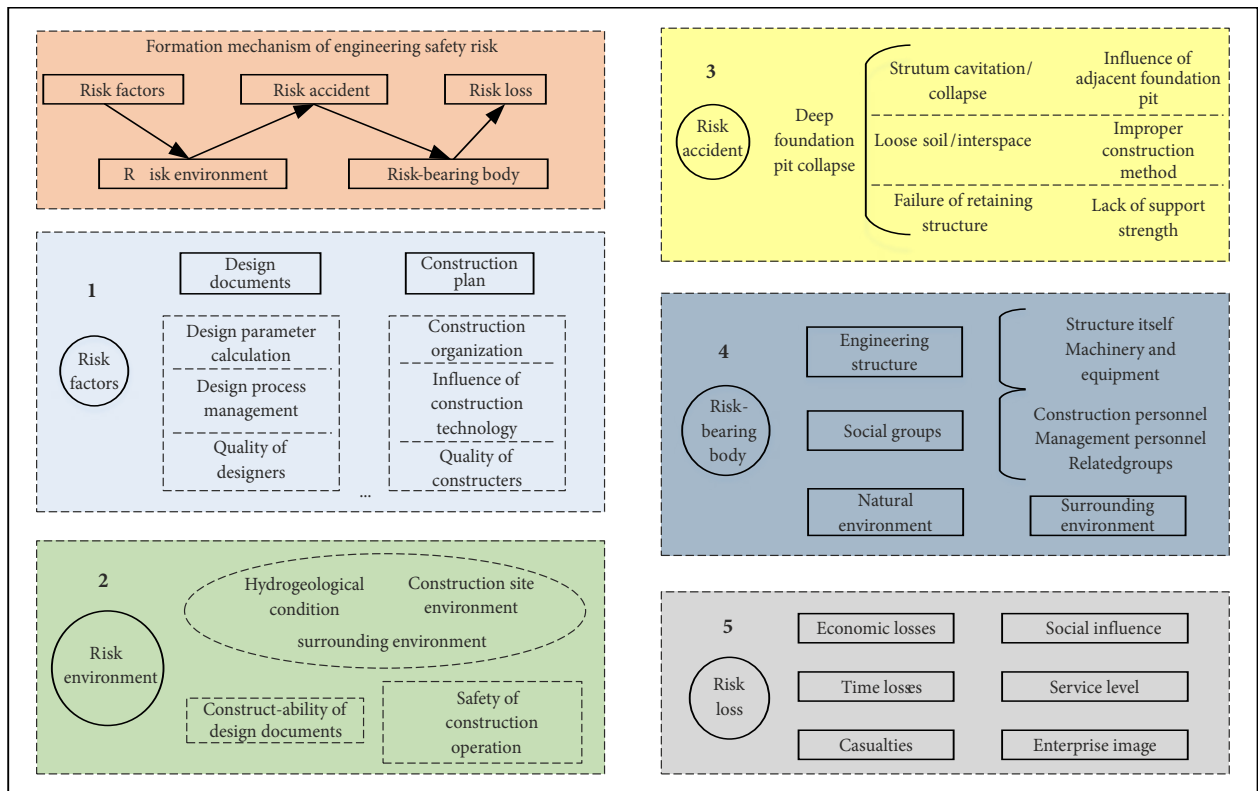 Formation mechanism of engineering safety risk
Risk factors
Risk accident
Risk loss
R isk environment
Risk-bearing body
1
Risk
factors
Design
documents
Construction
plan
Design parameter
calculation
Design process
management
Quality of
designers
Construction
organization
Influence of
construction
technology
Quality of
constructers
...
2
Risk
environment
Hydrogeological
condition
Construction site
environment
surrounding environment
Construct-ability of
design documents
Safety of
construction
operation
3
Risk
accident
Deep
foundation
pit collapse
Strutum cavitation/
collapse
Influence of
adjacent foundation
pit
Loose soil/interspace
Improper
construction
method
Failure of retaining
structure
Lack of support
strength
4
Risk-
bearing
body
Engineering
structure
Structure itself
Machinery and
equipment
Social groups
Construction personnel
Management personnel
Relatedgroups
Natural
environment
Surrounding
environment
5
Risk
loss
Economic losses
Social influence
Time losses
Service level
Casualties
Enterprise image